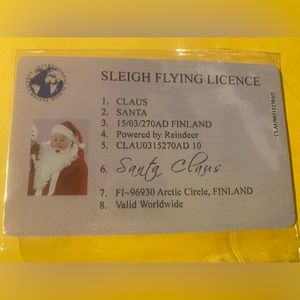 SLEIGH FLYING LICENCE
1. CLAUS
2. SANTA
3. 15/03/270AD FINLAND
4. Powered by Reindeer
5. CLAU0315270AD 10
6. Santa Claus
7. FI~96930 Arctic Circle, FINLAND
8. Valid Worldwide
CLAUS0315270AD